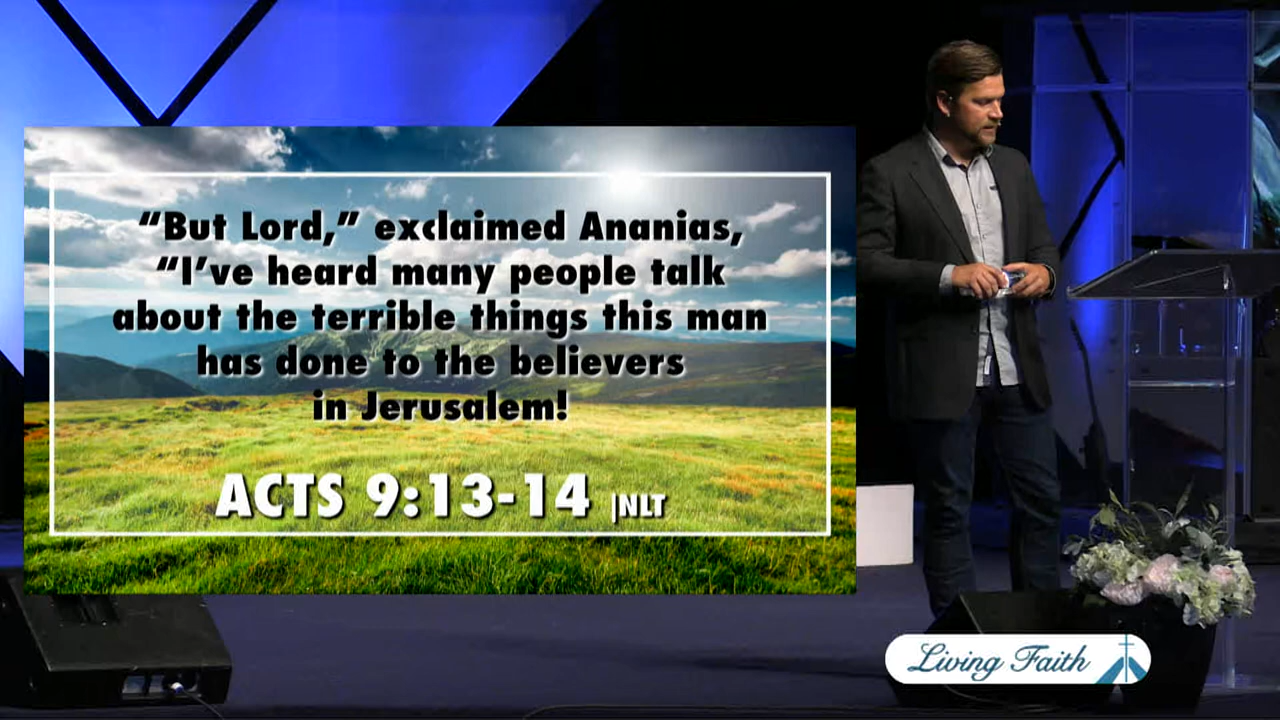 “But Lord,” exclaimed Ananias,
“I’ve heard many people talk
about the terrible things this man
has done to the believers
in Jerusalem!
ACTS 9:13-14 |NLT
Living Faith